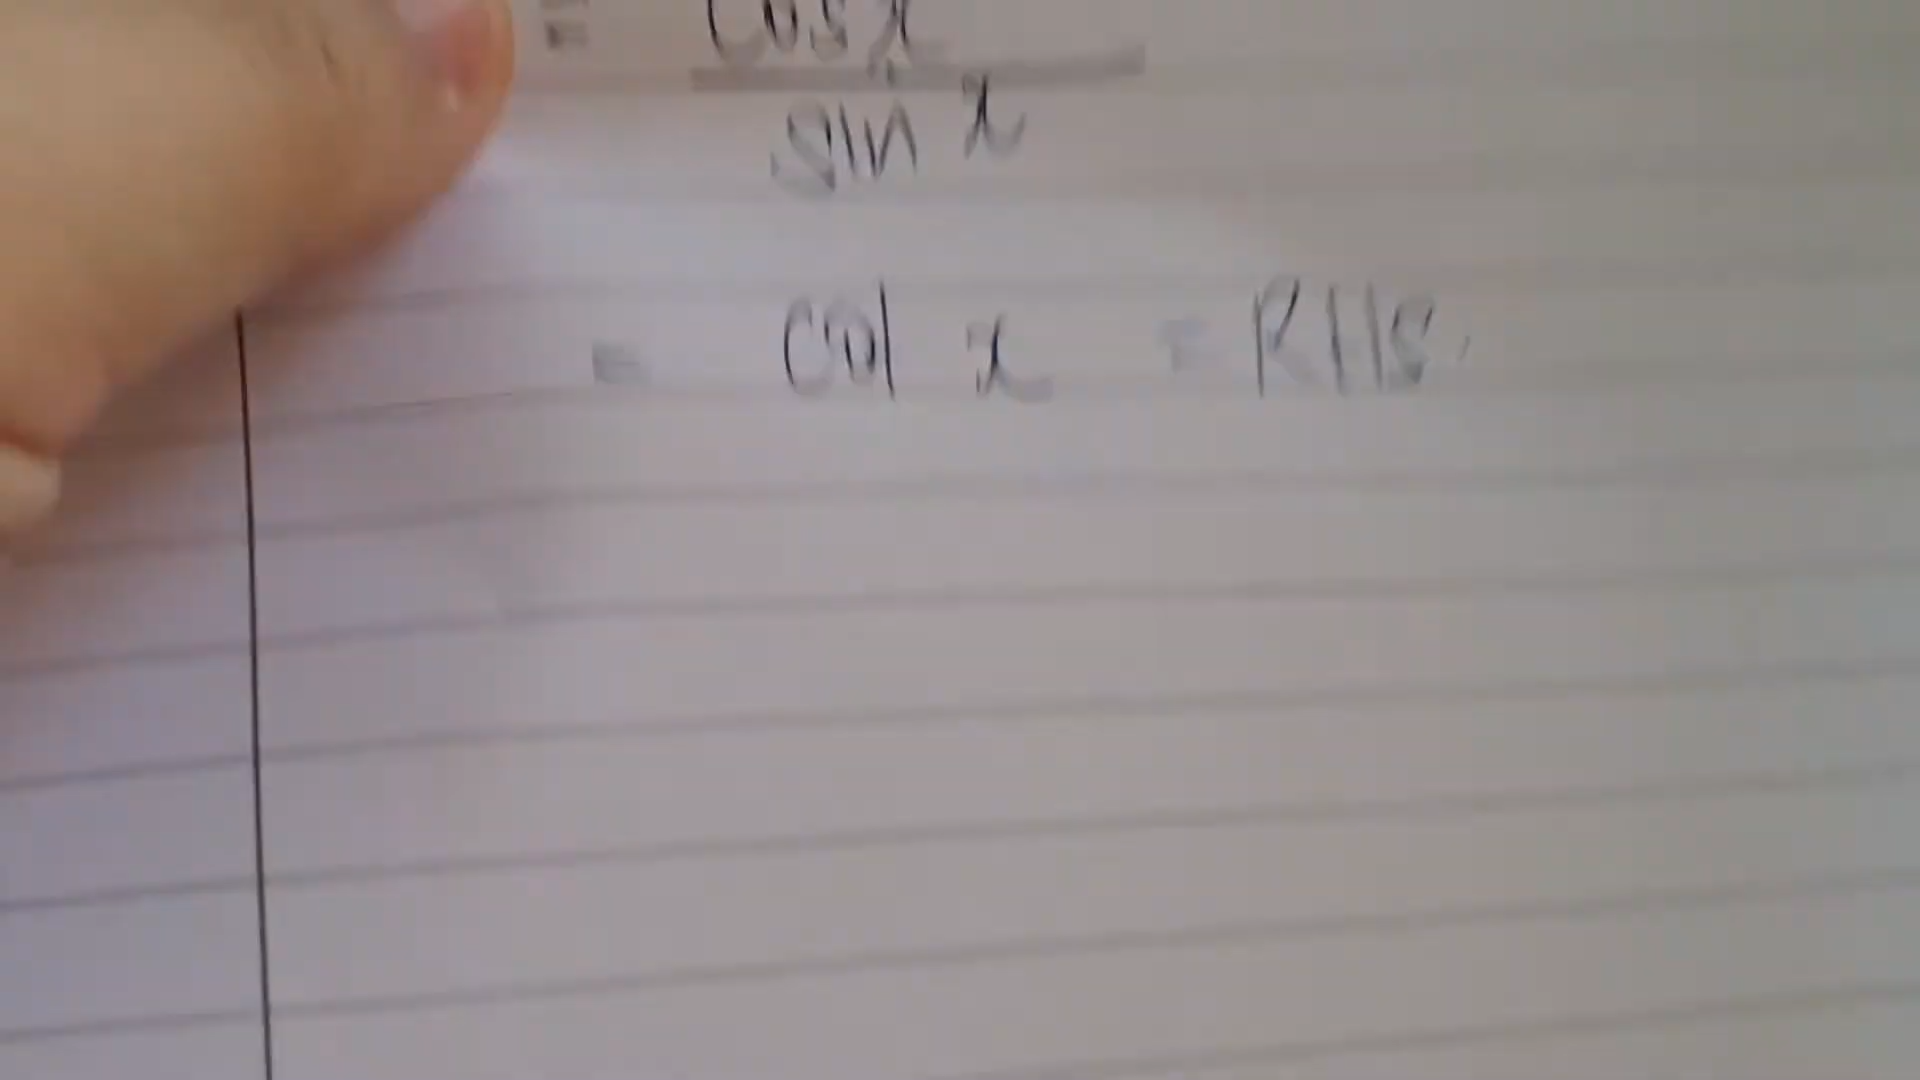 = cos x
sin x
= cot x = RHS.